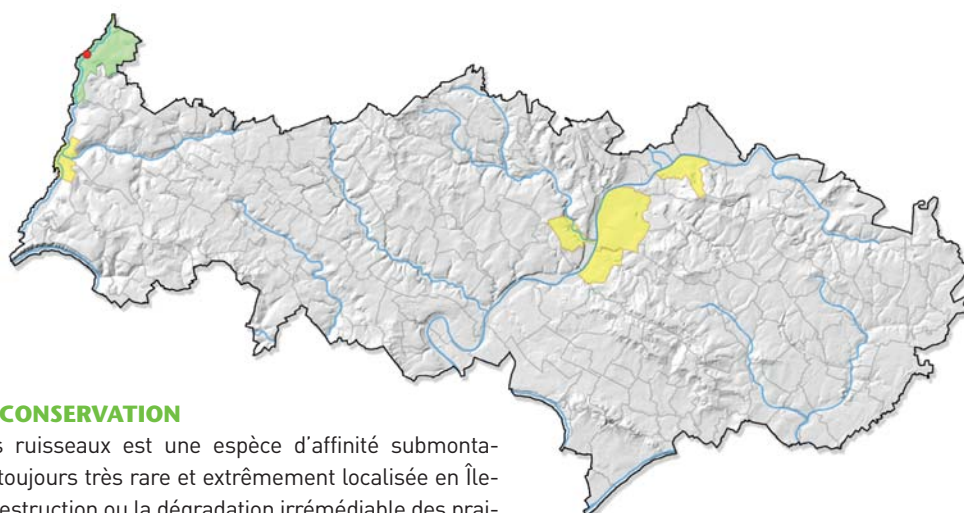 CONSERVATION
s ruisseaux est une espèce d’affinité submonta-
toujours très rare et extrêmement localisée en Île-
estruction ou la dégradation irrémédiable des prai-